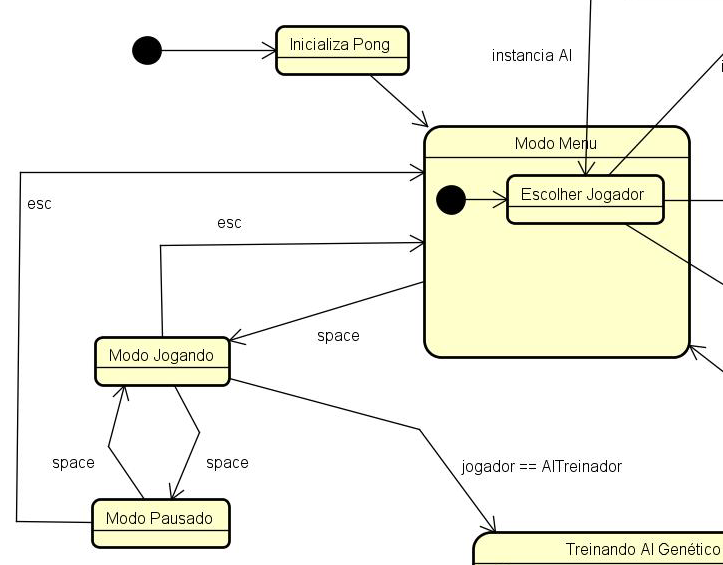 Inicializa Pong
instancia AI
Modo Menu
Escolher Jogador
esc
esc
space
Modo Jogando
space
space
jogador == AITreinador
Modo Pausado
Treinando AI Genético